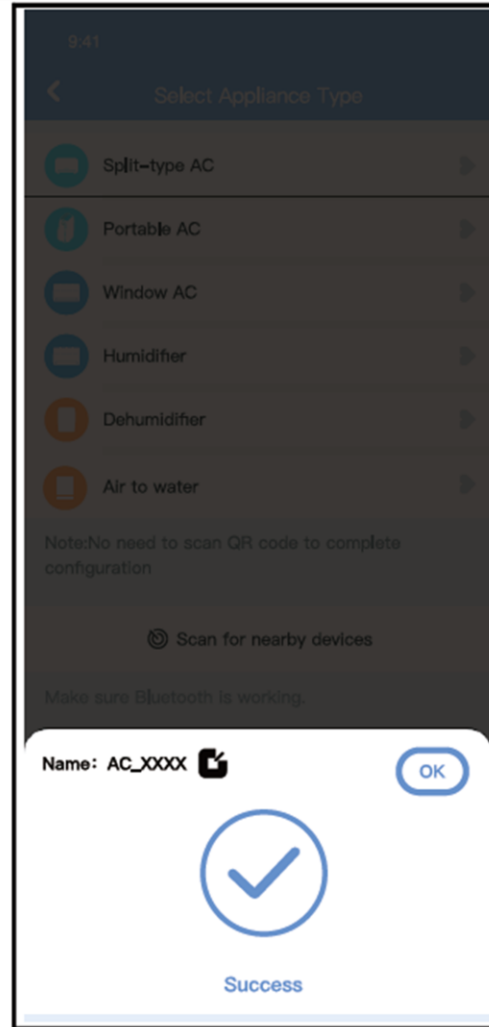 9:41
Select Appliance Type
Split-type AC
Portable AC
Window AC
Humidifier
Dehumidifier
Air to water
Note:No need to scan QR code to complete
configuration
Scan for nearby devices
Make sure Bluetooth is working.
Name: AC_XXXX
OK
Success